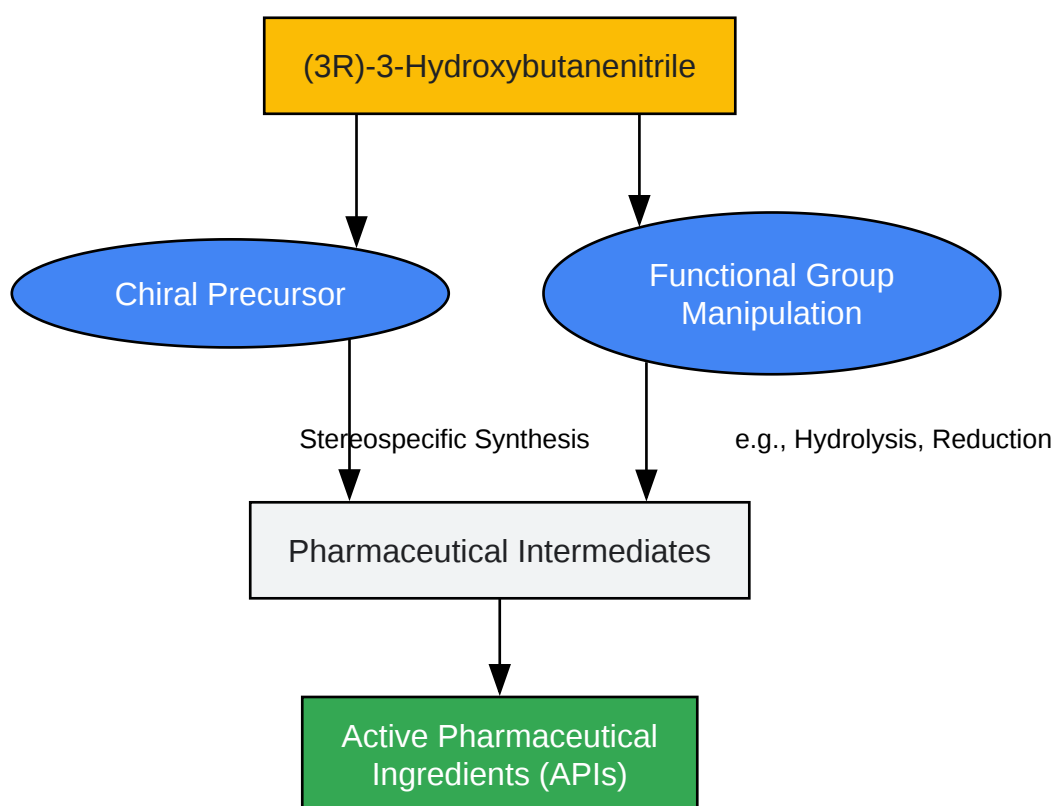 (3R)-3-Hydroxybutanenitrile
Chiral Precursor
Functional Group
Manipulation
Stereospecific Synthesis
e.g., Hydrolysis, Reduction
Pharmaceutical Intermediates
Active Pharmaceutical
Ingredients (APIs)